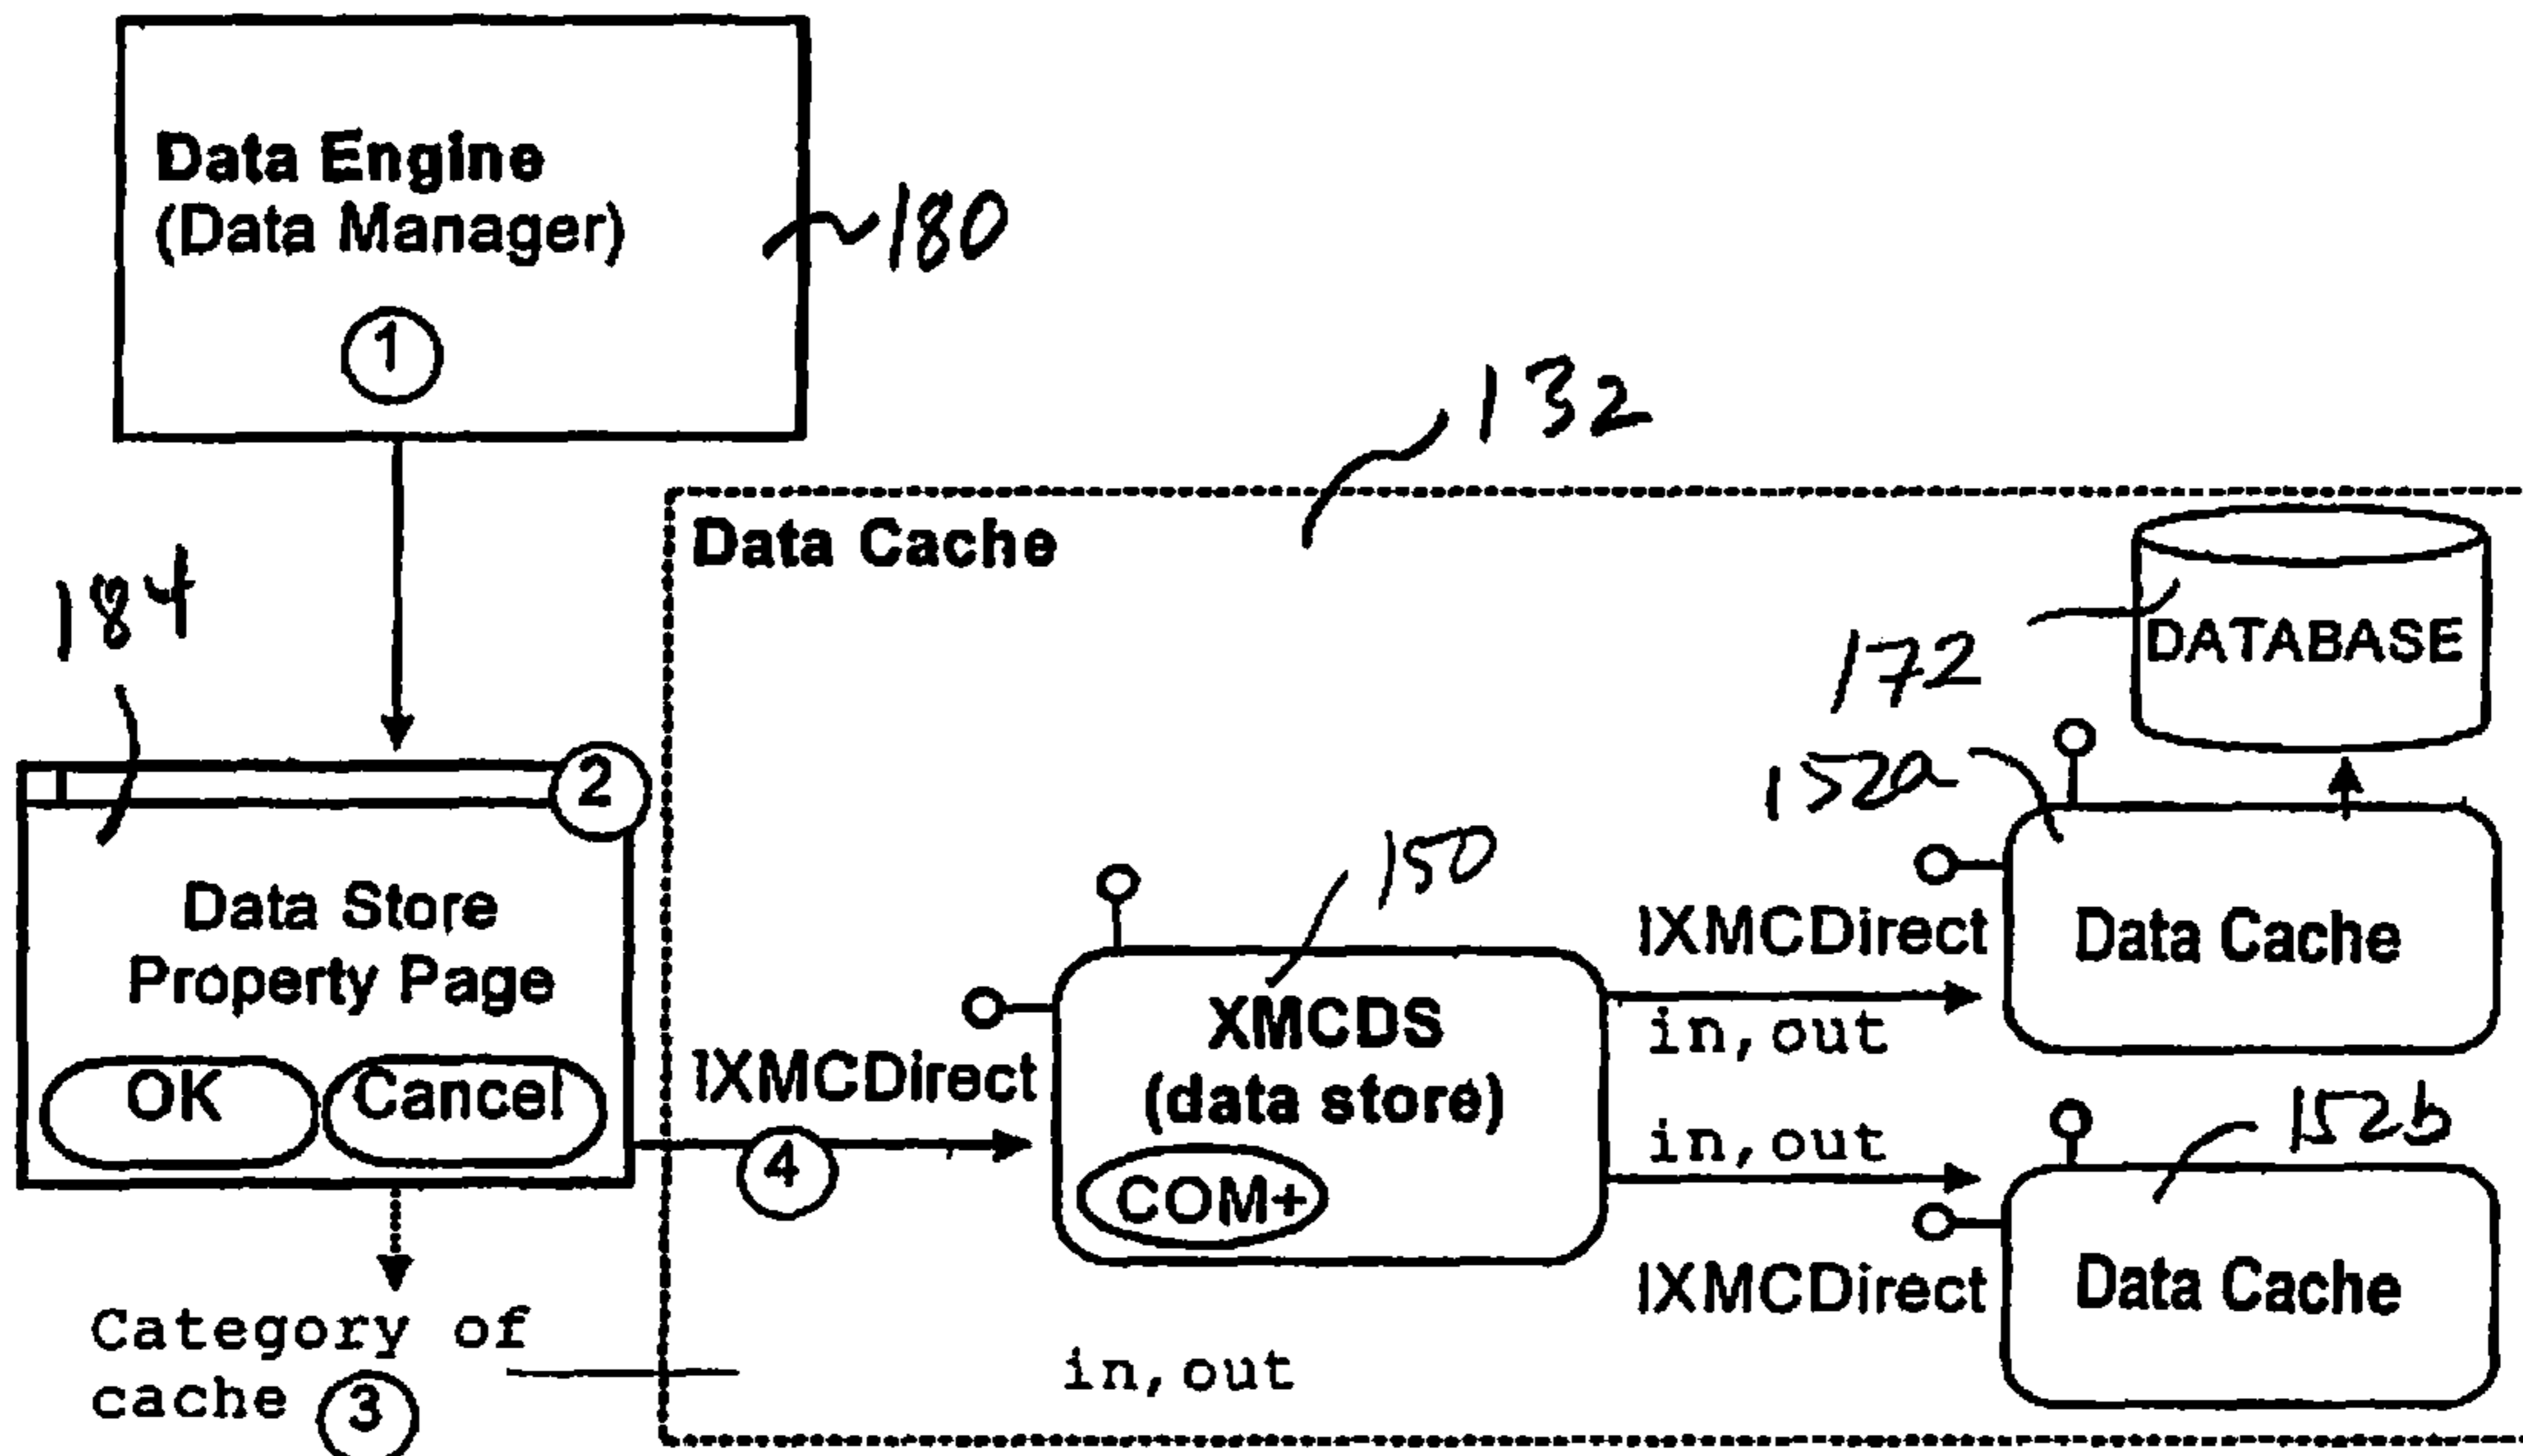 Data Engine
(Data Manager)
1
180
132
Data Cache
184
DATABASE
172
2
152a
150
Data Store
Property Page
OK
Cancel
IXMCDirect
4
XMCDS
(data store)
COM+
IXMCDirect
in,out
Data Cache
in,out
152b
IXMCDirect
Data Cache
Category of
cache
3
in,out